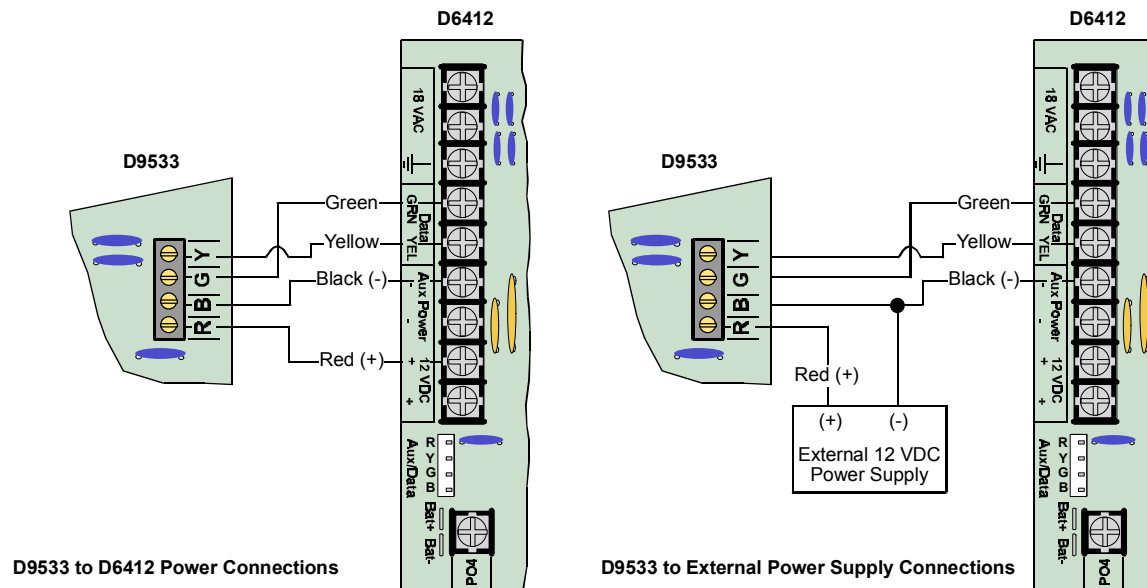 D6412
18 VAC
D9533
GRN
Data
YEL
Green
Yellow
Black (-)
Red (+)
Y
G
B
R
-
Aux Power
-
+
12 VDC
+
R
Y
G
B
Aux/Data
Bat+
Bat-
PO4
D9533 to D6412 Power Connections
D6412
18 VAC
D9533
GRN
Data
YEL
Green
Yellow
Black (-)
Y
G
B
R
-
Aux Power
-
+
12 VDC
+
Red (+)
(+) (-)
External 12 VDC
Power Supply
R
Y
G
B
Aux/Data
Bat+
Bat-
PO4
D9533 to External Power Supply Connections